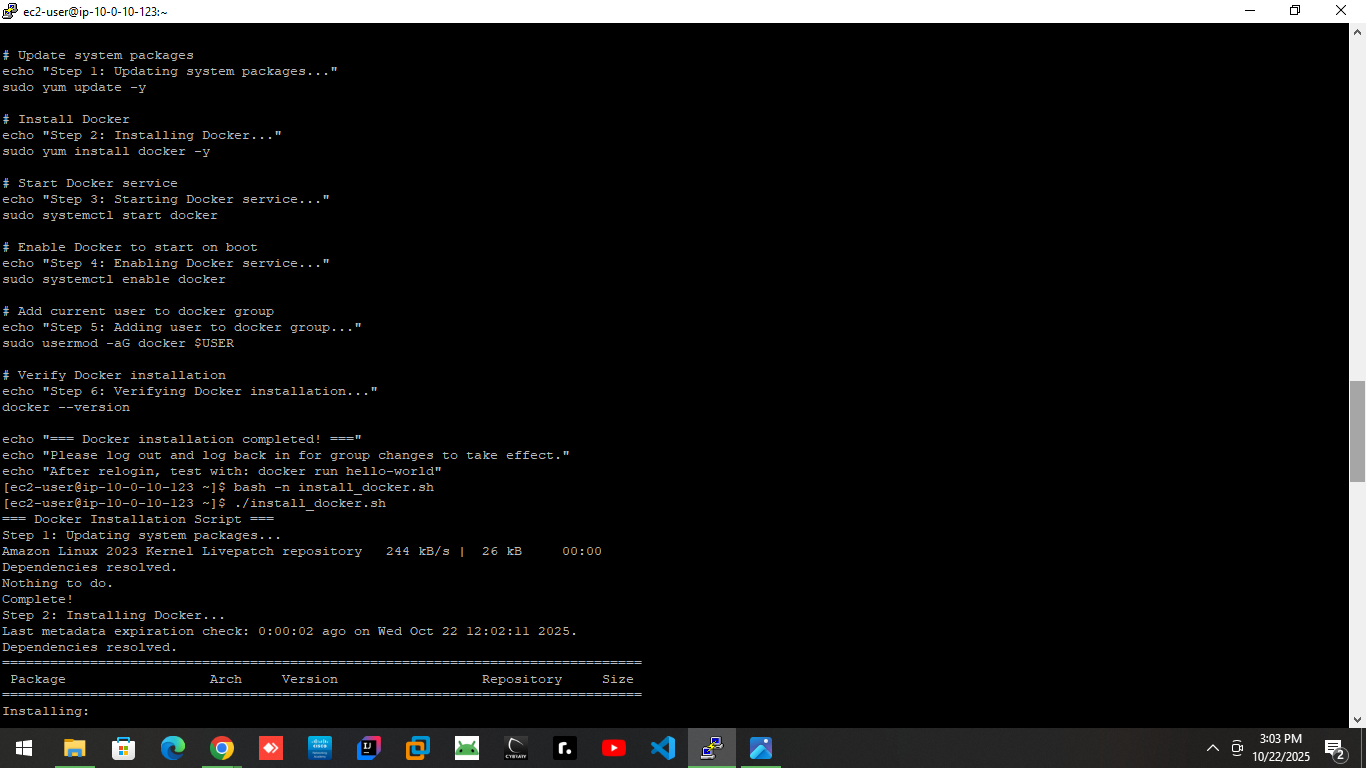 ec2-user@ip-10-0-10-123:~
# Update system packages
echo "Step 1: Updating system packages..."
sudo yum update -y
# Install Docker
echo "Step 2: Installing Docker..."
sudo yum install docker -y
# Start Docker service
echo "Step 3: Starting Docker service..."
sudo systemctl start docker
# Enable Docker to start on boot
echo "Step 4: Enabling Docker service..."
sudo systemctl enable docker
# Add current user to docker group
echo "Step 5: Adding user to docker group..."
sudo usermod -aG docker $USER
# Verify Docker installation
echo "Step 6: Verifying Docker installation..."
docker --version
echo "=== Docker installation completed! ==="
echo "Please log out and log back in for group changes to take effect."
echo "After relogin, test with: docker run hello-world"
[ec2-user@ip-10-0-10-123 ~]$ bash -n install_docker.sh
[ec2-user@ip-10-0-10-123 ~]$ ./install_docker.sh
=== Docker Installation Script ===
Step 1: Updating system packages...
Amazon Linux 2023 Kernel Livepatch repository   244 kB/s |  26 kB     00:00
Dependencies resolved.
Nothing to do.
Complete!
Step 2: Installing Docker...
Last metadata expiration check: 0:00:02 ago on Wed Oct 22 12:02:11 2025.
Dependencies resolved.
================================================================================
Package Arch Version Repository Size
================================================================================
Installing:
3:03 PM
10/22/2025
2